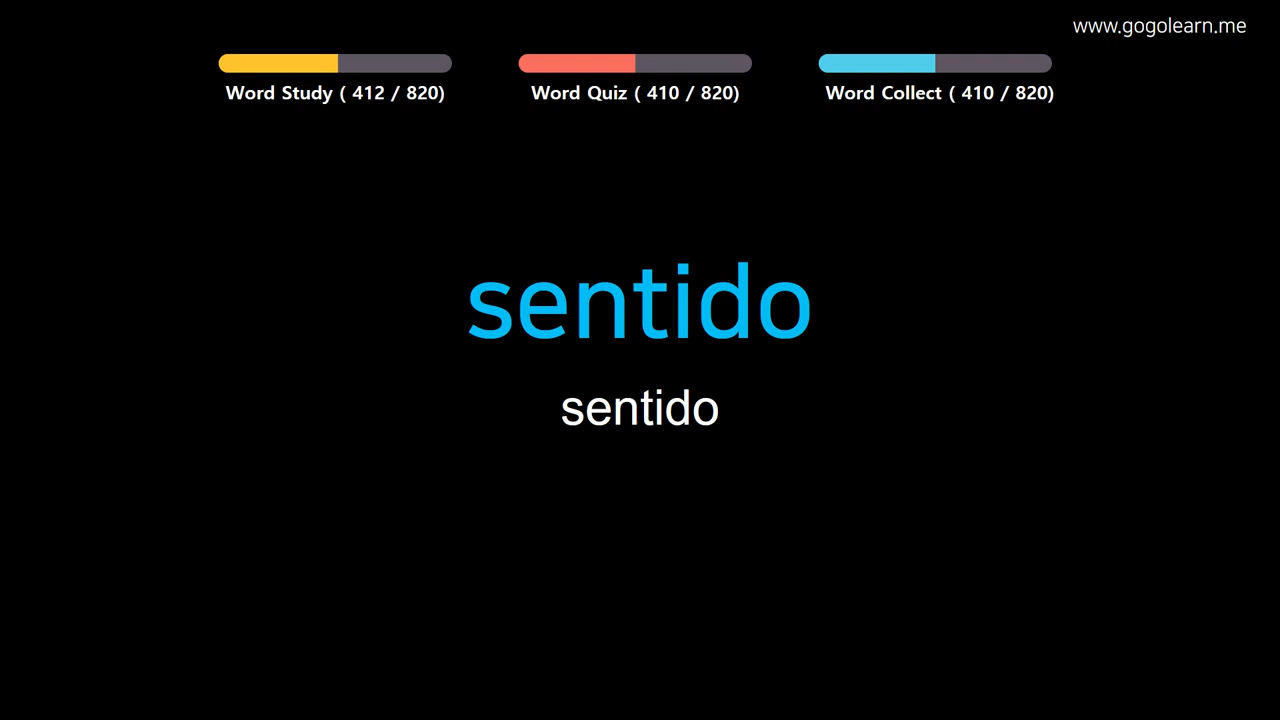 www.gogolearn.me
Word Study ( 412 / 820)
Word Quiz ( 410 / 820)
Word Collect ( 410 / 820)
sentido
sentido